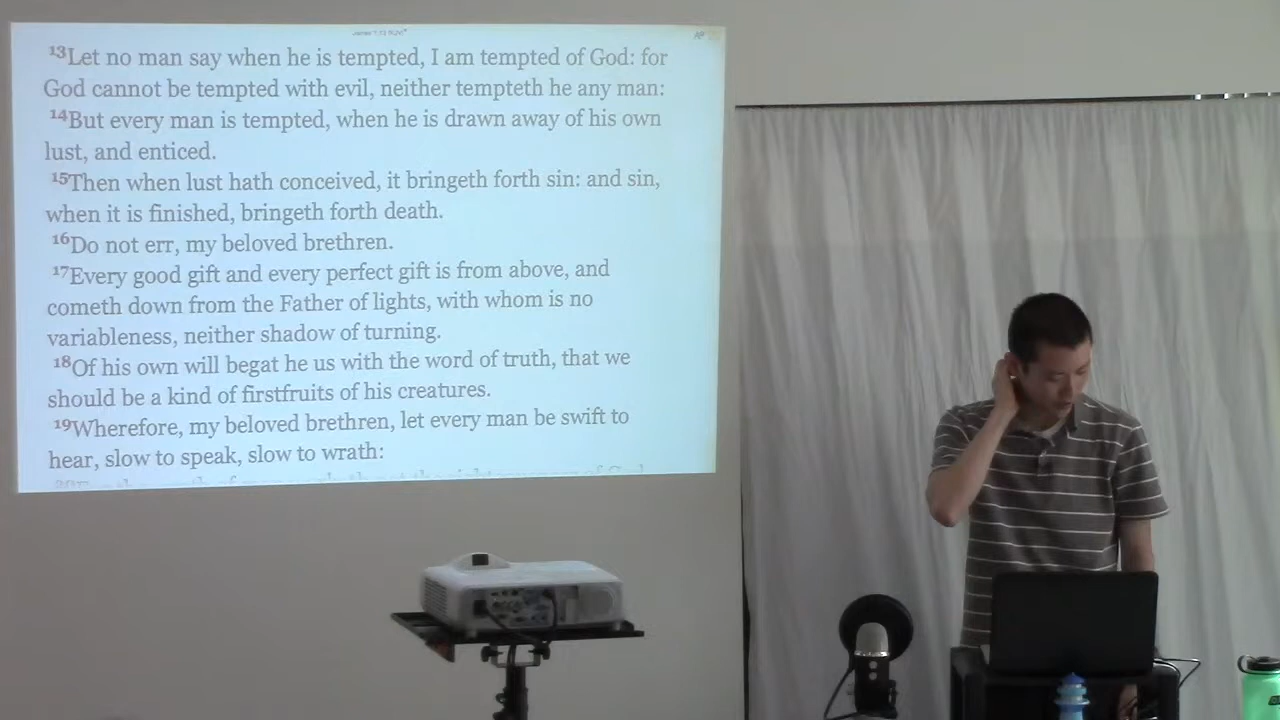 13Let no man say when he is tempted, I am tempted of God: for
God cannot be tempted with evil, neither tempteth he any man:
14But every man is tempted, when he is drawn away of his own
lust, and enticed.
15Then when lust hath conceived, it bringeth forth sin: and sin,
when it is finished, bringeth forth death.
16Do not err, my beloved brethren.
17Every good gift and every perfect gift is from above, and
cometh down from the Father of lights, with whom is no
variableness, neither shadow of turning.
18Of his own will begat he us with the word of truth, that we
should be a kind of firstfruits of his creatures.
19Wherefore, my beloved brethren, let every man be swift to
hear, slow to speak, slow to wrath: